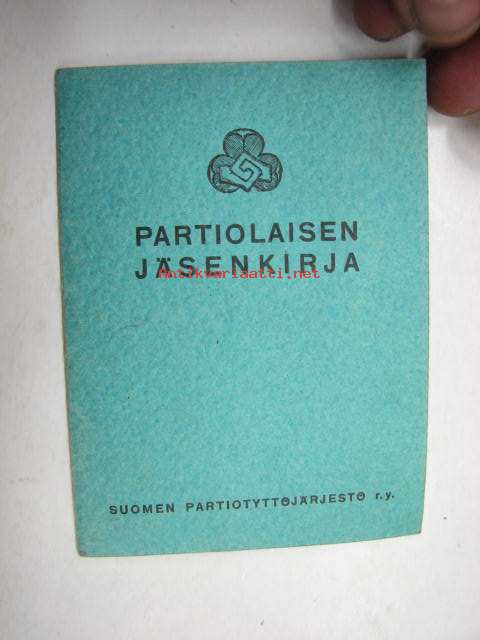 PARTIOLAISEN
JÄSENKIRJA
Antikvariaatti.net
SUOMEN PARTIOTYTTÖJÄRJESTÖ r.y.